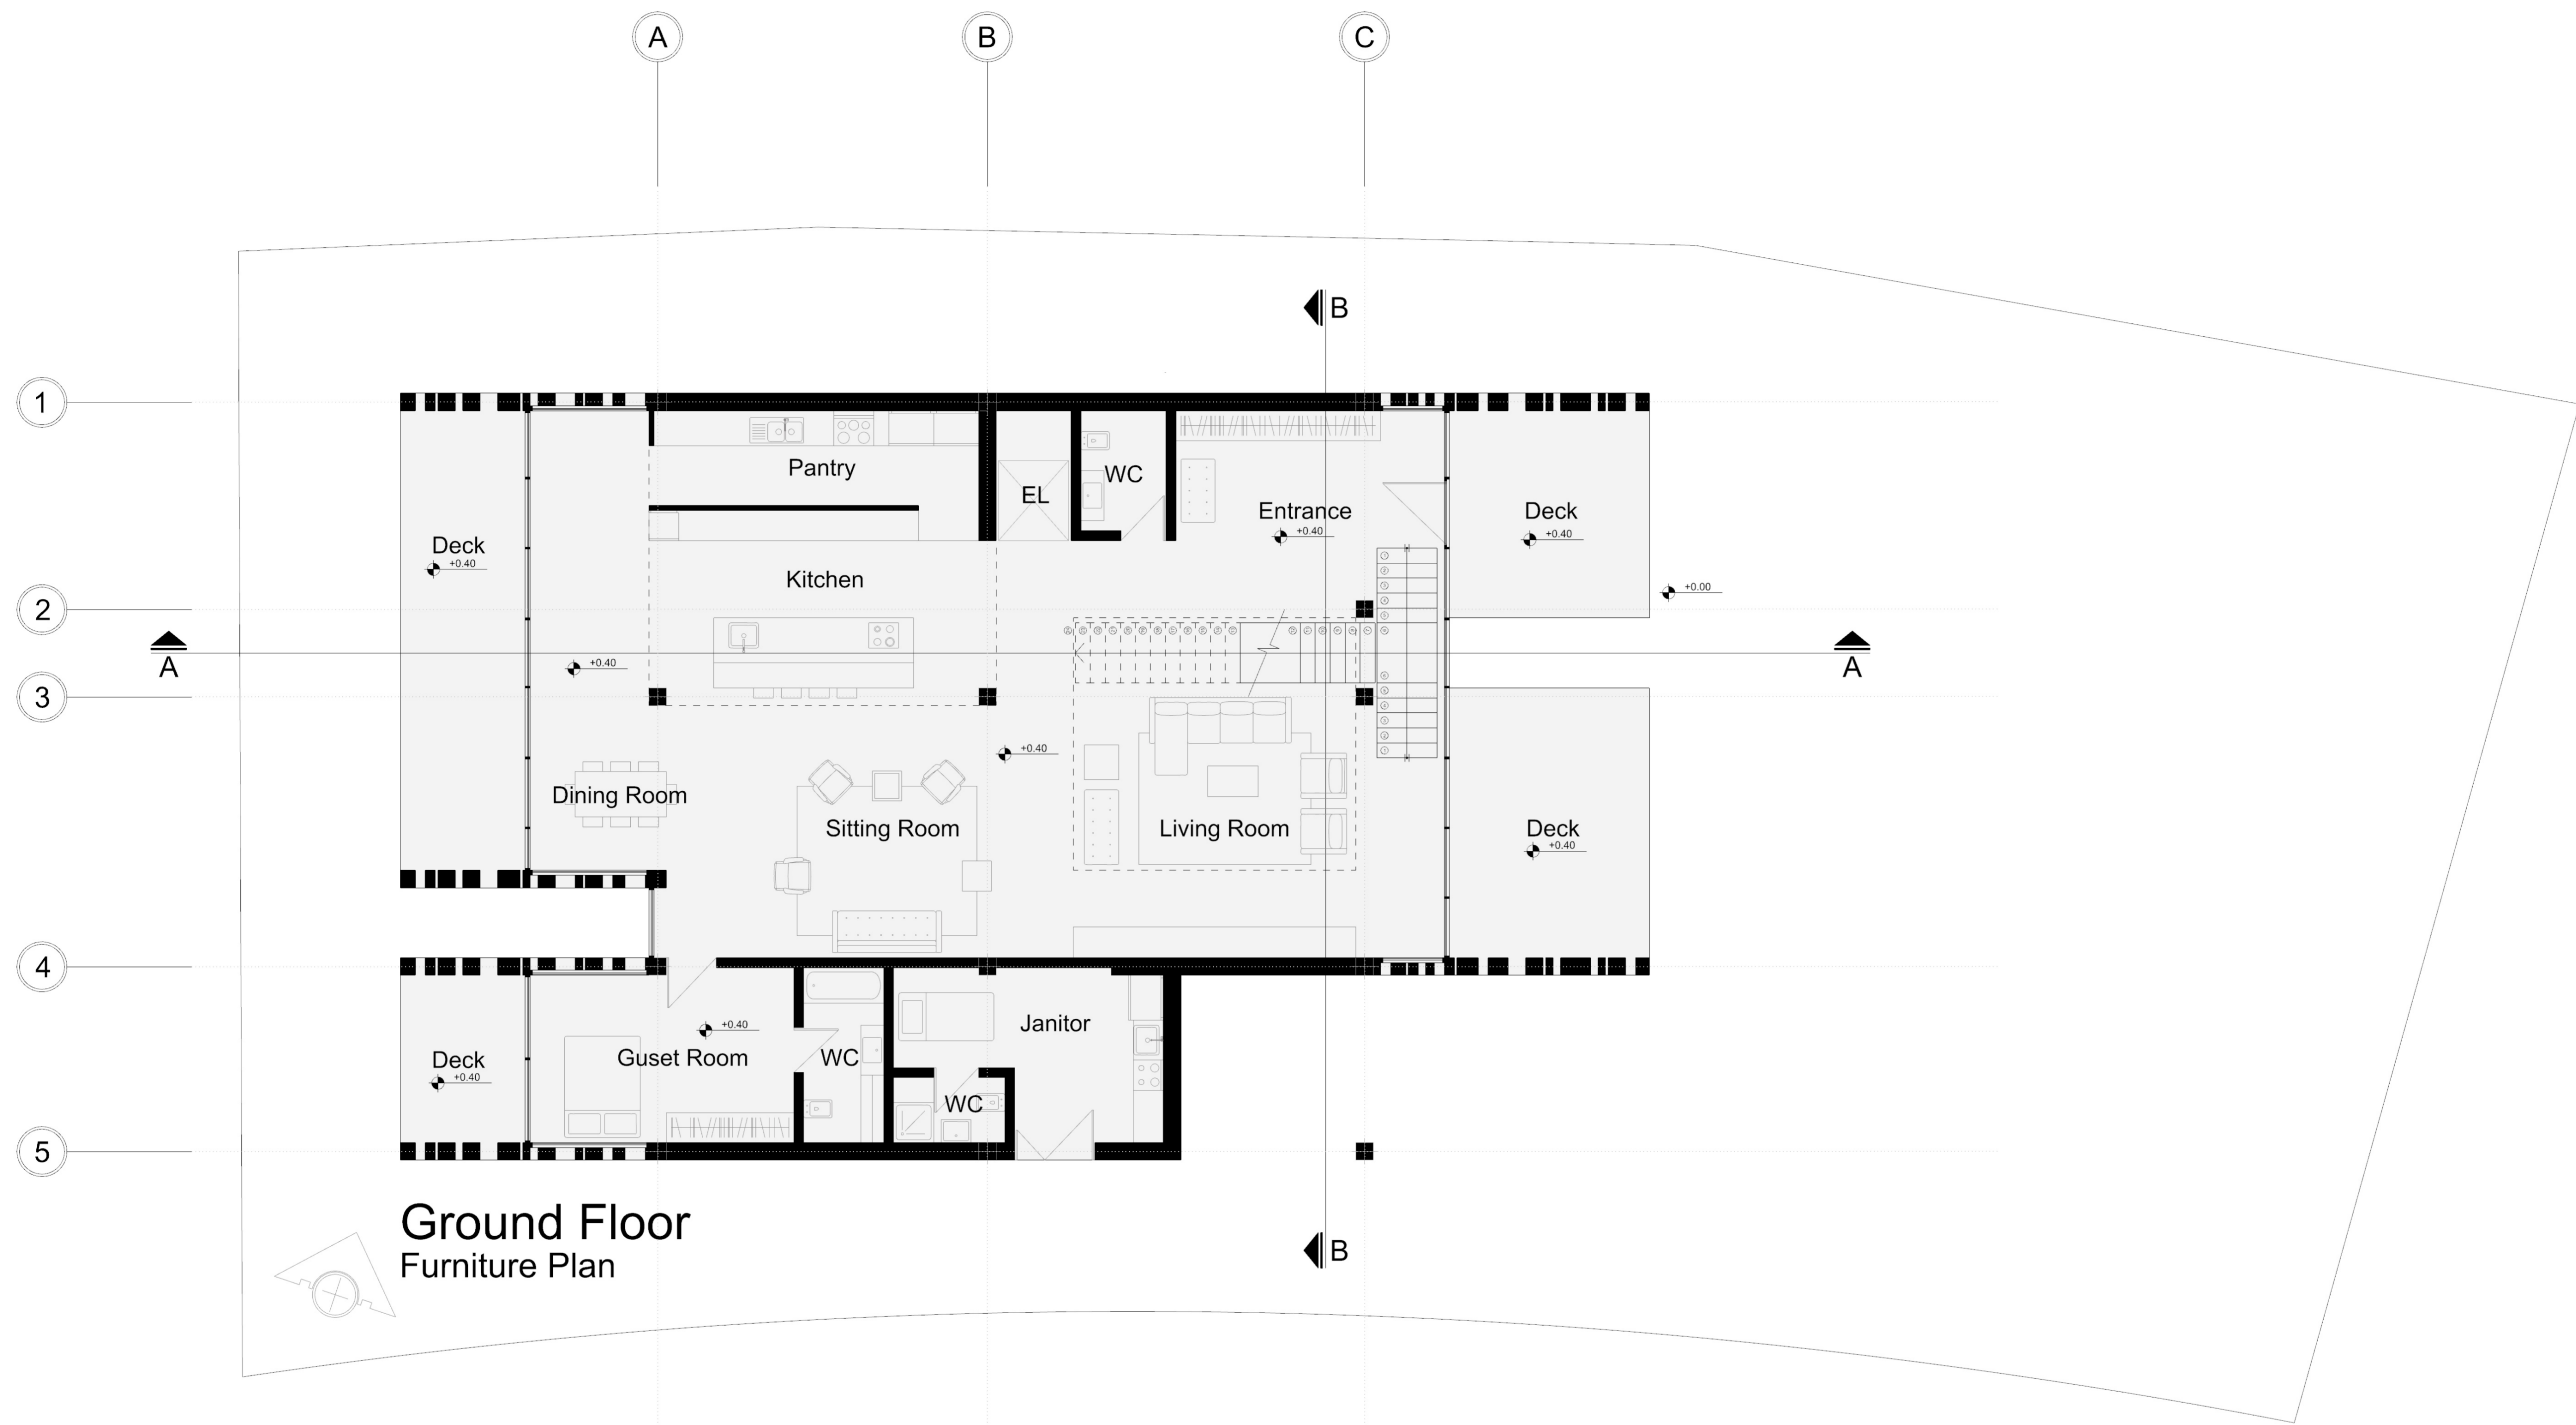 A
B
C
B
1
Pantry
EL
WC
Entrance
+0.40
Deck
+0.40
Deck
+0.40
Kitchen
+0.00
2
A
+0.40
A
3
+0.40
Dining Room
Sitting Room
Living Room
Deck
+0.40
4
Janitor
+0.40
Guset Room
WC
Deck
+0.40
WC
5
Ground Floor
Furniture Plan
B